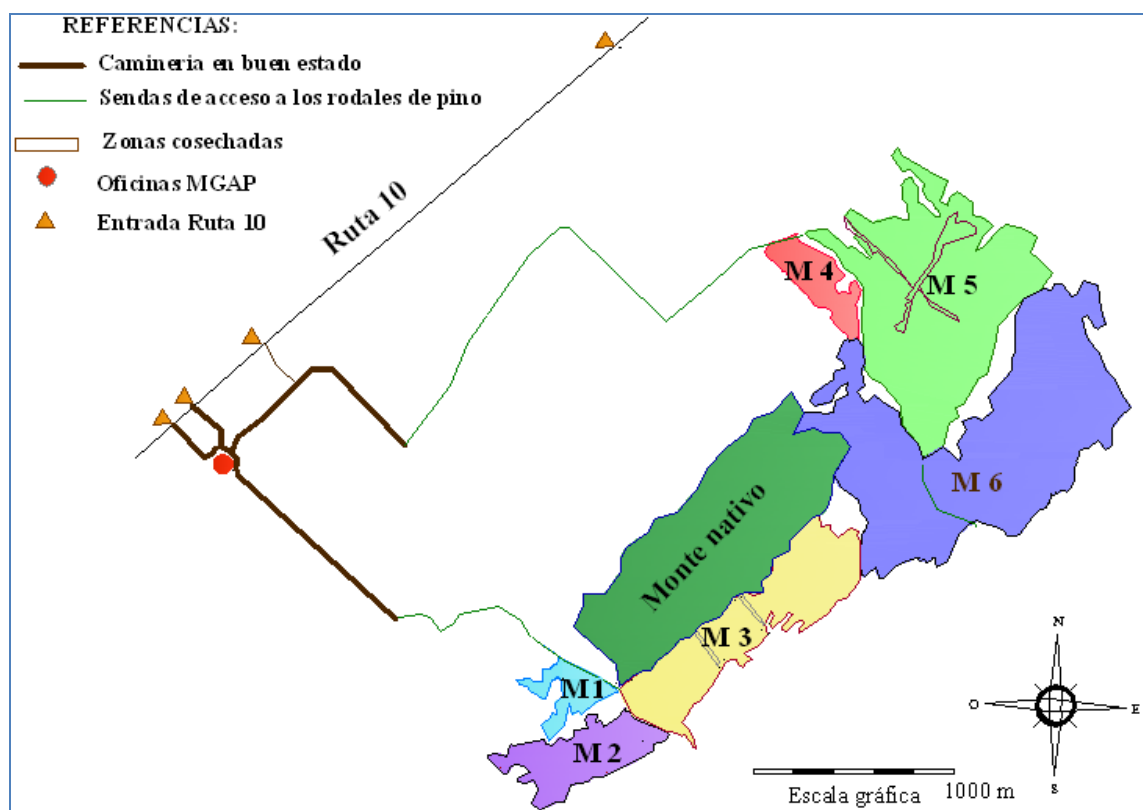 REFERENCIAS:
Camineria en buen estado
Sendas de acceso a los rodales de pino
Zonas cosechadas
Oficinas MGAP
Entrada Ruta 10
Ruta 10
M 4
M 5
M 6
Monte nativo
M 3
M1
M 2
N
O
E
S
1000 m
Escala gráfica